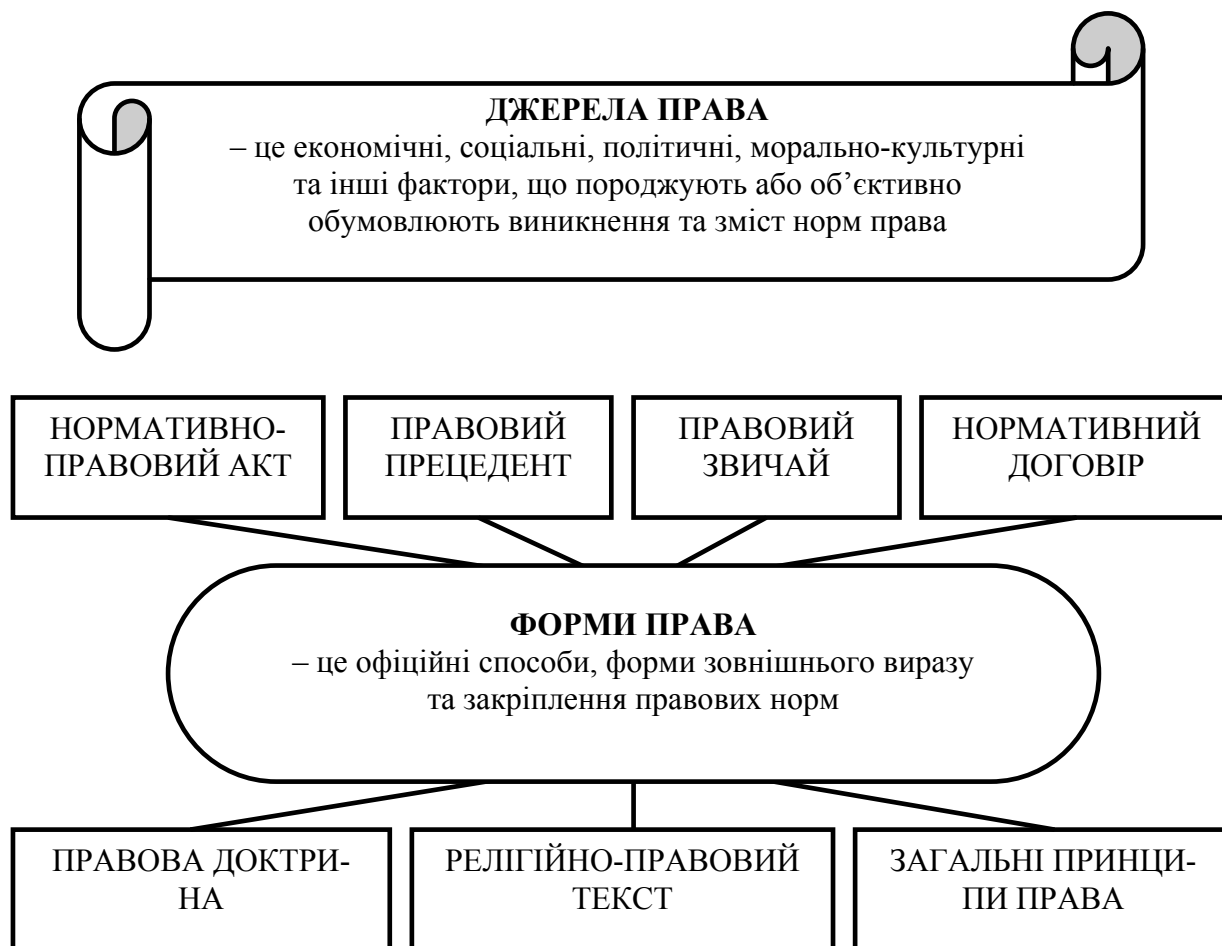 ДЖЕРЕЛА ПРАВА
– це економічні, соціальні, політичні, морально-культурні
та інші фактори, що породжують або об’єктивно
обумовлюють виникнення та зміст норм права
НОРМАТИВНО-
ПРАВОВИЙ АКТ
ПРАВОВИЙ
ПРЕЦЕДЕНТ
ПРАВОВИЙ
ЗВИЧАЙ
НОРМАТИВНИЙ
ДОГОВІР
ФОРМИ ПРАВА
– це офіційні способи, форми зовнішнього виразу
та закріплення правових норм
ПРАВОВА ДОКТРИ-
НА
РЕЛІГІЙНО-ПРАВОВИЙ
ТЕКСТ
ЗАГАЛЬНІ ПРИНЦИ-
ПИ ПРАВА